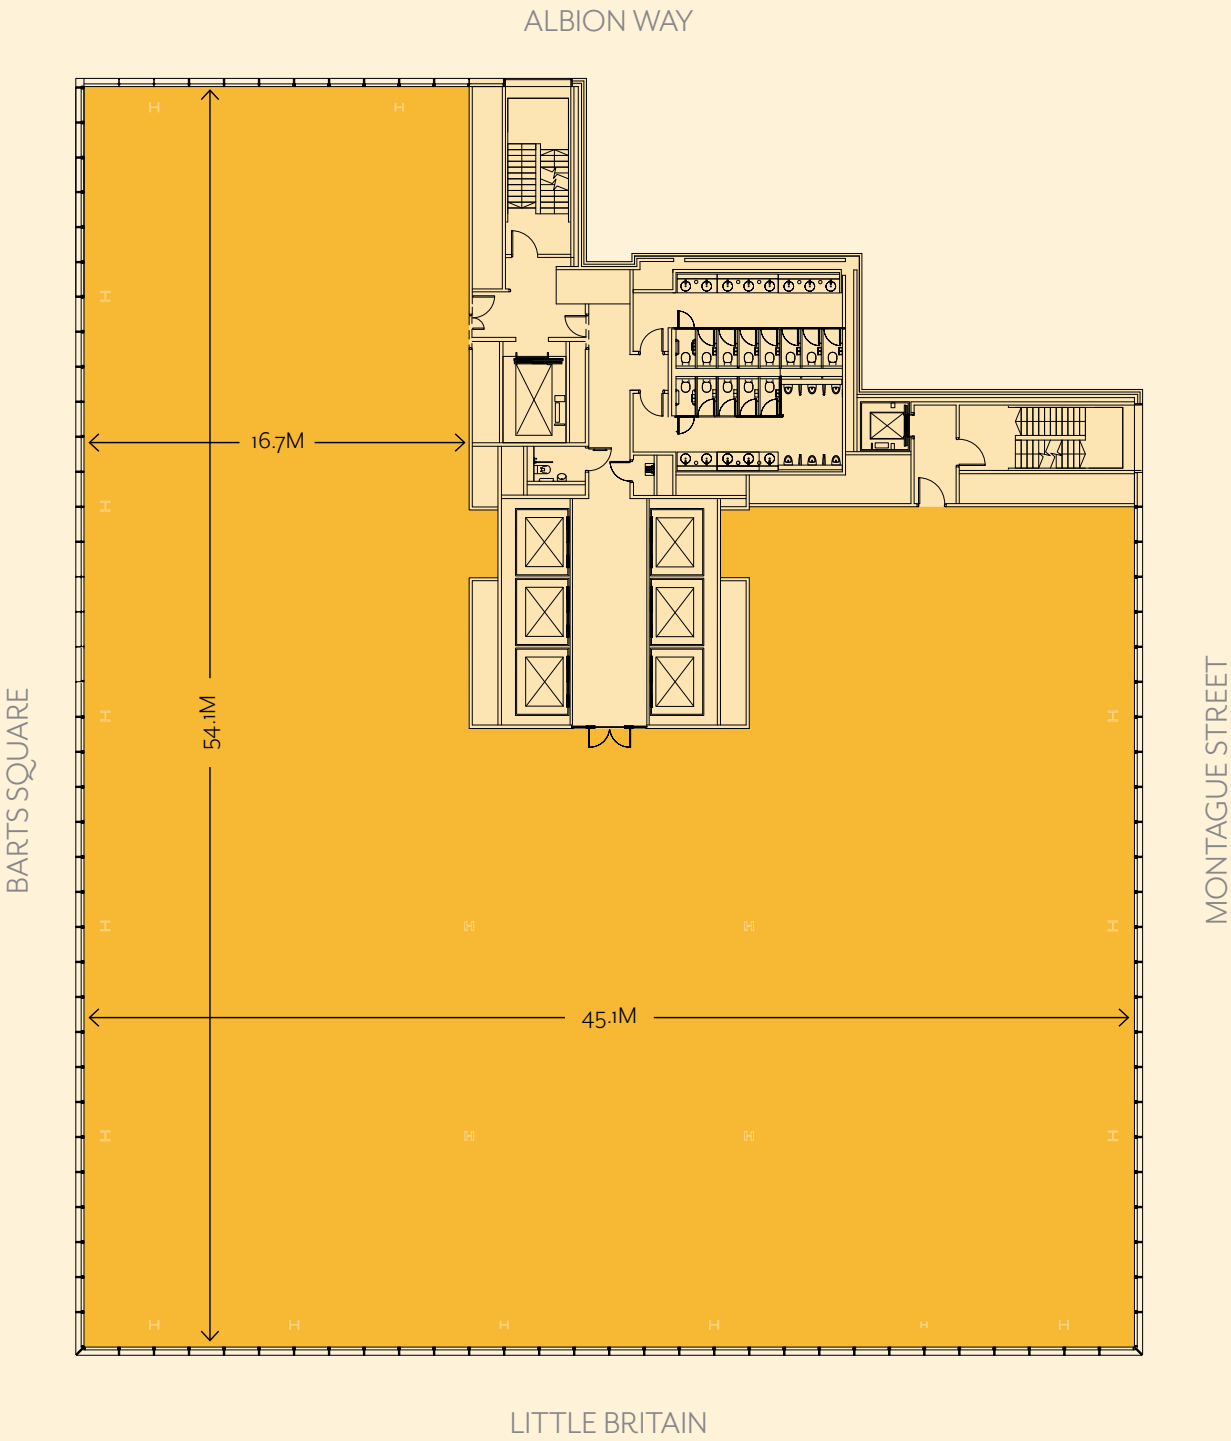 ALBION WAY
16.7M
54.1M
BARTS SQUARE
MONTAGUE STREET
45.1M
LITTLE BRITAIN